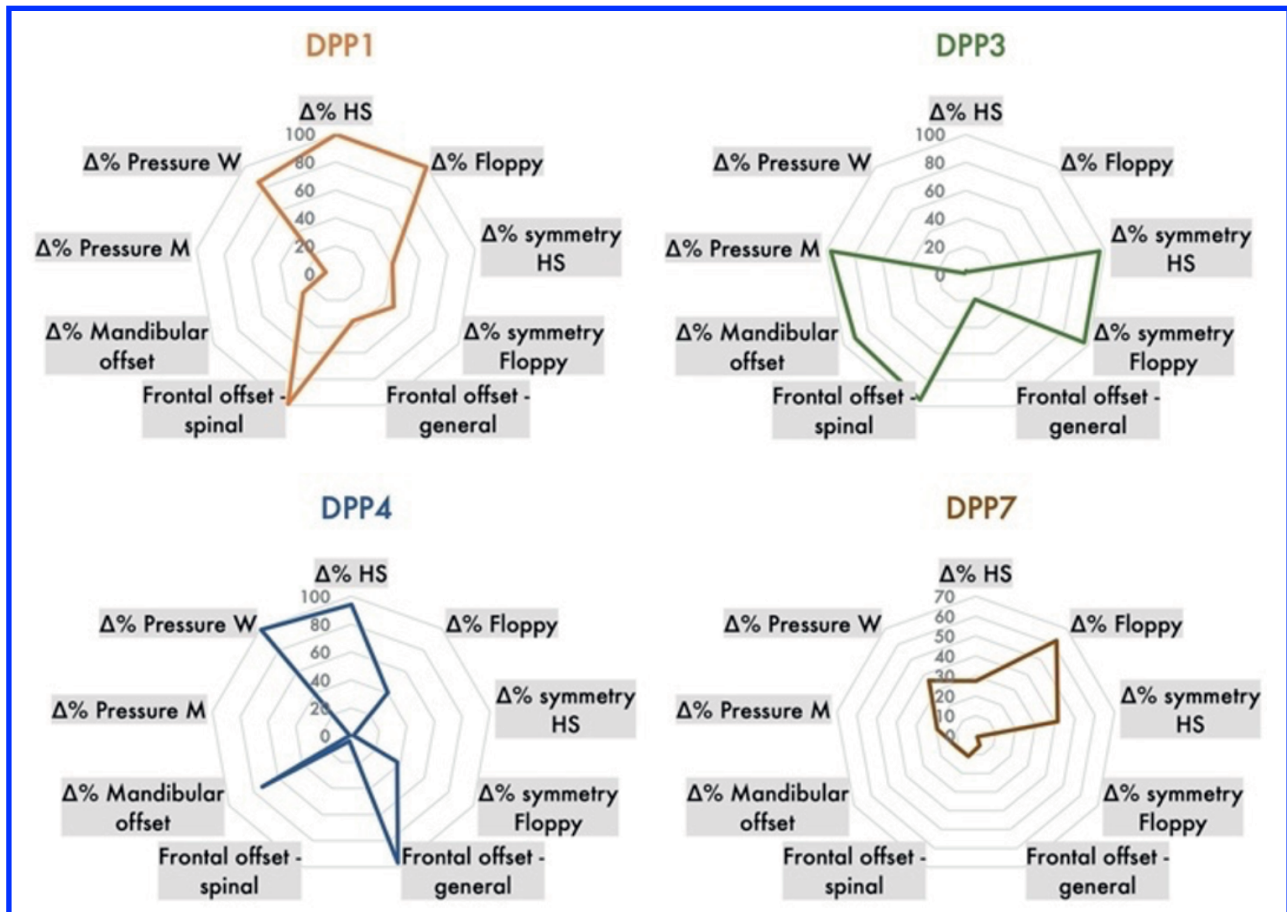 DPP1
Δ% HS
Δ% Floppy
Δ% symmetry
HS
Δ% symmetry
Floppy
Frontal offset -
general
Frontal offset -
spinal
Δ% Mandibular
offset
Δ% Pressure M
Δ% Pressure W
100
80
60
40
20
0
DPP3
Δ% HS
Δ% Floppy
Δ% symmetry
HS
Δ% symmetry
Floppy
Frontal offset -
general
Frontal offset -
spinal
Δ% Mandibular
offset
Δ% Pressure M
Δ% Pressure W
100
80
60
40
20
0
DPP4
Δ% HS
Δ% Floppy
Δ% symmetry
HS
Δ% symmetry
Floppy
Frontal offset -
general
Frontal offset -
spinal
Δ% Mandibular
offset
Δ% Pressure M
Δ% Pressure W
100
80
60
40
20
0
DPP7
Δ% HS
Δ% Floppy
Δ% symmetry
HS
Δ% symmetry
Floppy
Frontal offset -
general
Frontal offset -
spinal
Δ% Mandibular
offset
Δ% Pressure M
Δ% Pressure W
70
60
50
40
30
20
10
0